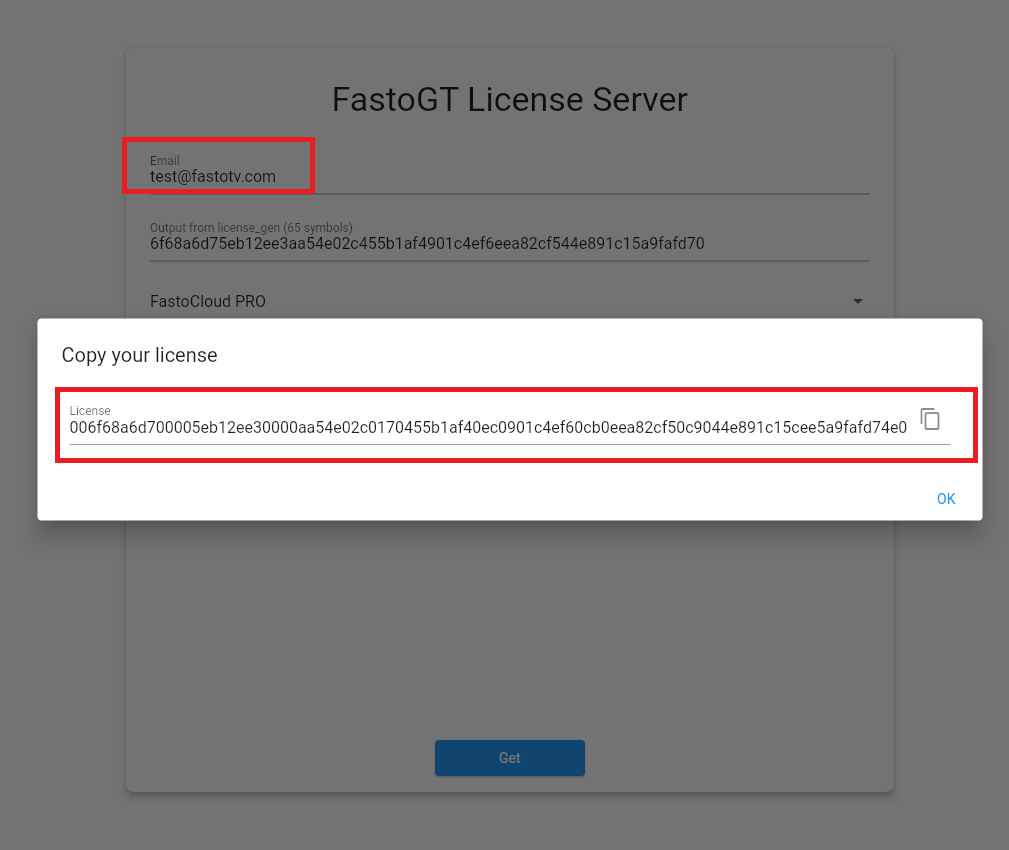 FastoGT License Server
Email
test@fastotv.com
Output from license_gen (65 symbols)
6f68a6d75eb12ee3aa54e02c455b1af4901c4ef6eea82cf544e891c15a9fafd70
FastoCloud PRO
Copy your license
License
006f68a6d700005eb12ee30000aa54e02c0170455b1af40ec0901c4ef60cb0eea82cf50c9044e891c15cee5a9fafd74e0
OK
Get